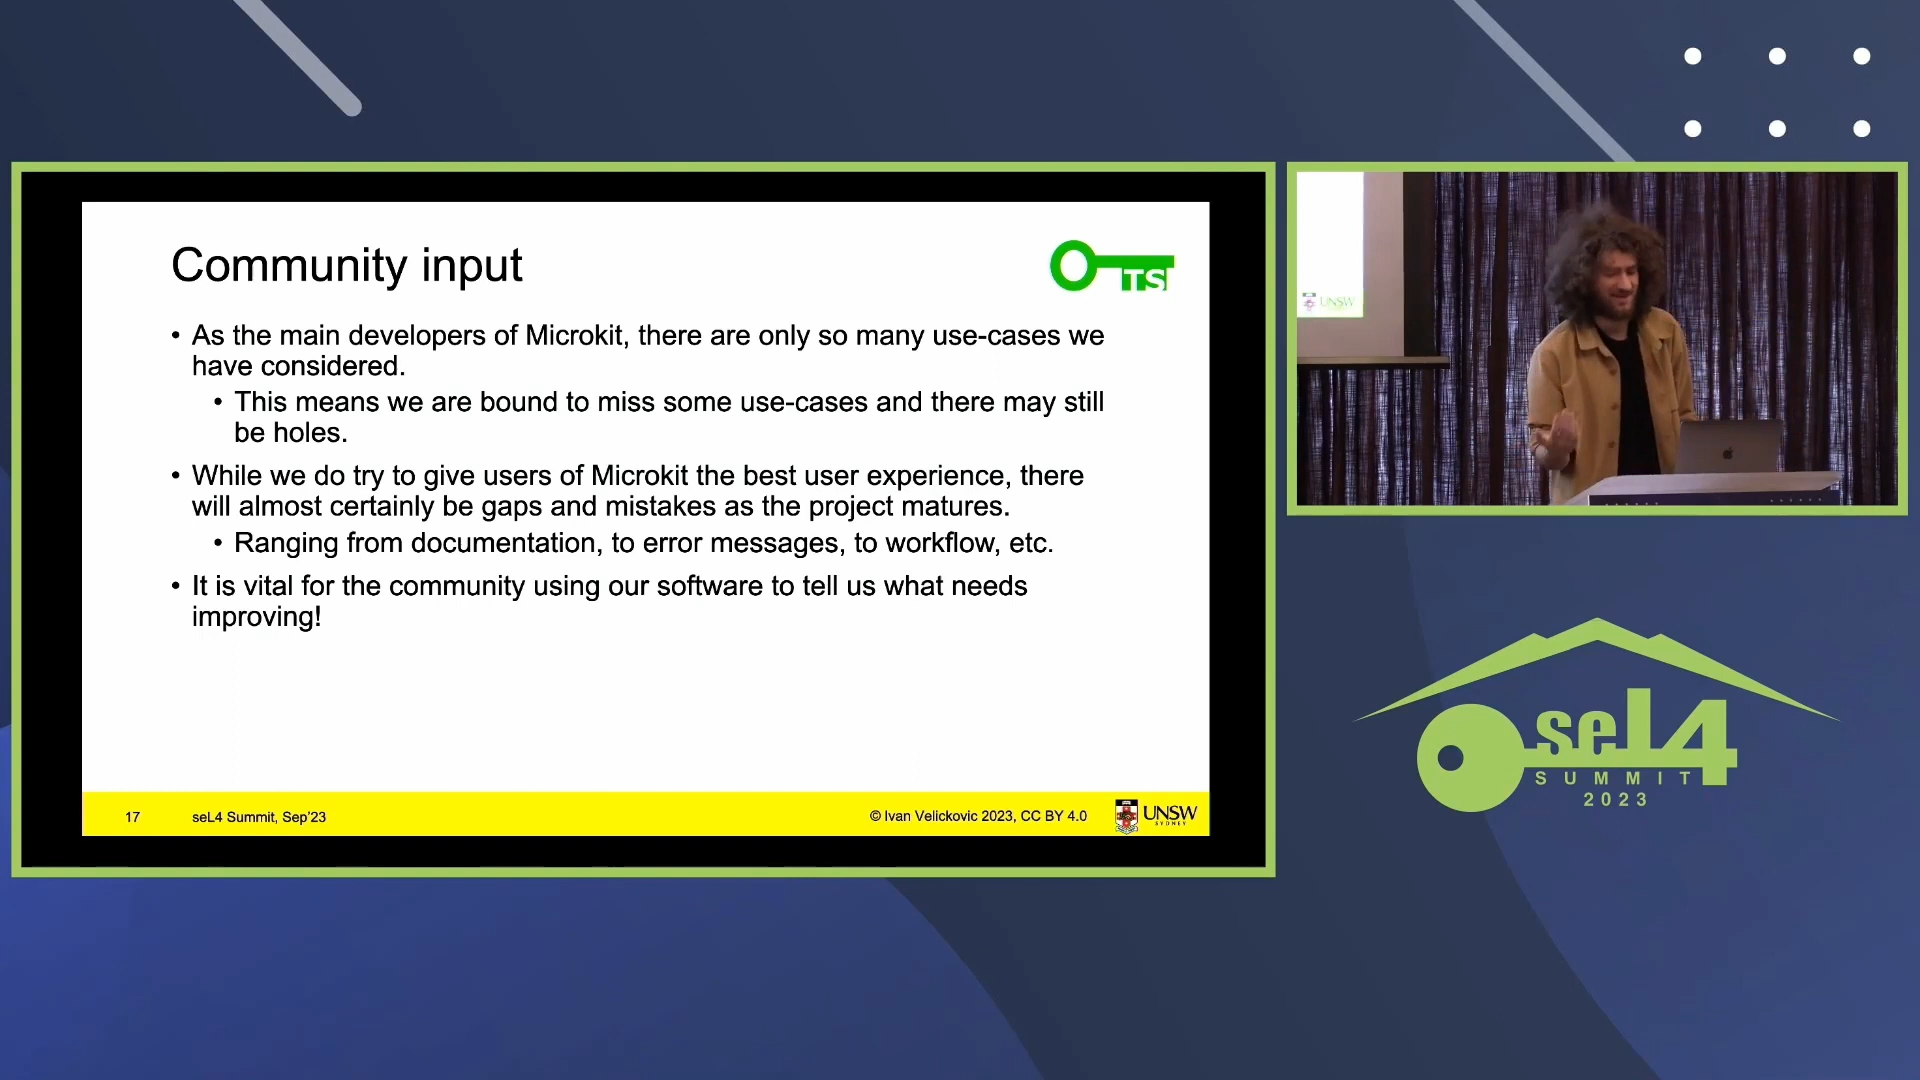 Community input
TS
• As the main developers of Microkit, there are only so many use-cases we
have considered.
• This means we are bound to miss some use-cases and there may still
be holes.
• While we do try to give users of Microkit the best user experience, there
will almost certainly be gaps and mistakes as the project matures.
• Ranging from documentation, to error messages, to workflow, etc.
• It is vital for the community using our software to tell us what needs
improving!
17 seL4 Summit, Sep'23 © Ivan Velickovic 2023, CC BY 4.0 UNSW
SYDNEY
UNSW
seL4
SUMMIT
2023